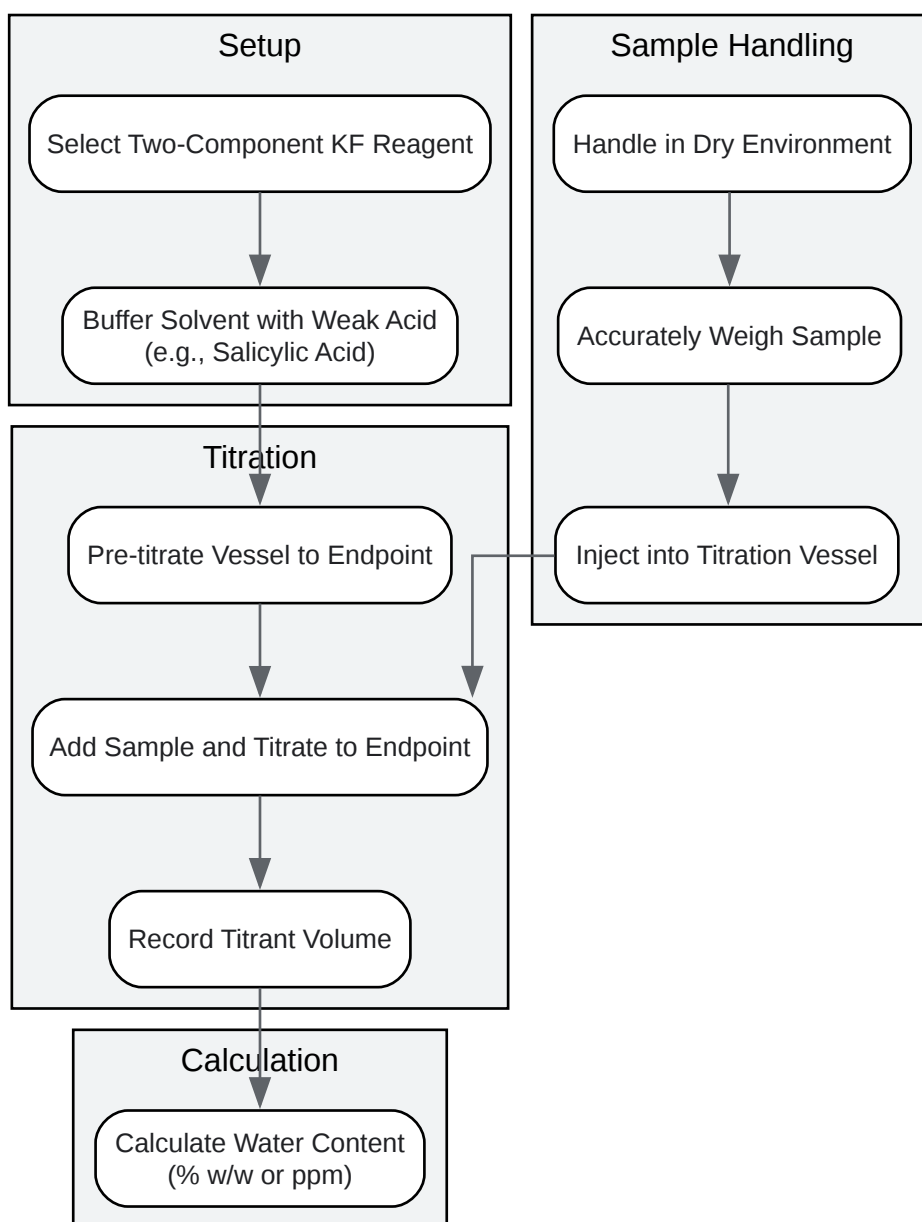 Setup
Select Two-Component KF Reagent
Buffer Solvent with Weak Acid
(e.g., Salicylic Acid)
Sample Handling
Handle in Dry Environment
Accurately Weigh Sample
Inject into Titration Vessel
Titration
Pre-titrate Vessel to Endpoint
Add Sample and Titrate to Endpoint
Record Titrant Volume
Calculation
Calculate Water Content
(% w/w or ppm)